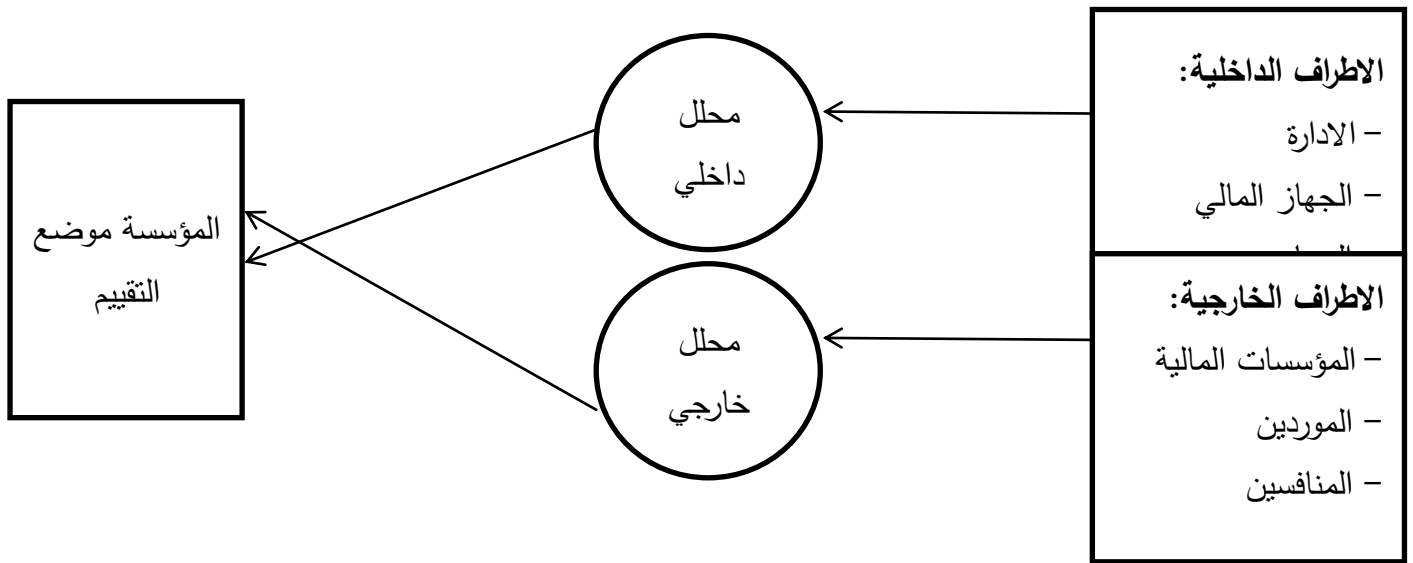 الاطراف الداخلية:
– الادارة
– الجهاز المالي
محلل
داخلي
المؤسسة موضع
التقييم
الاطراف الخارجية:
– المؤسسات المالية
– الموردين
– المنافسين
محلل
خارجي